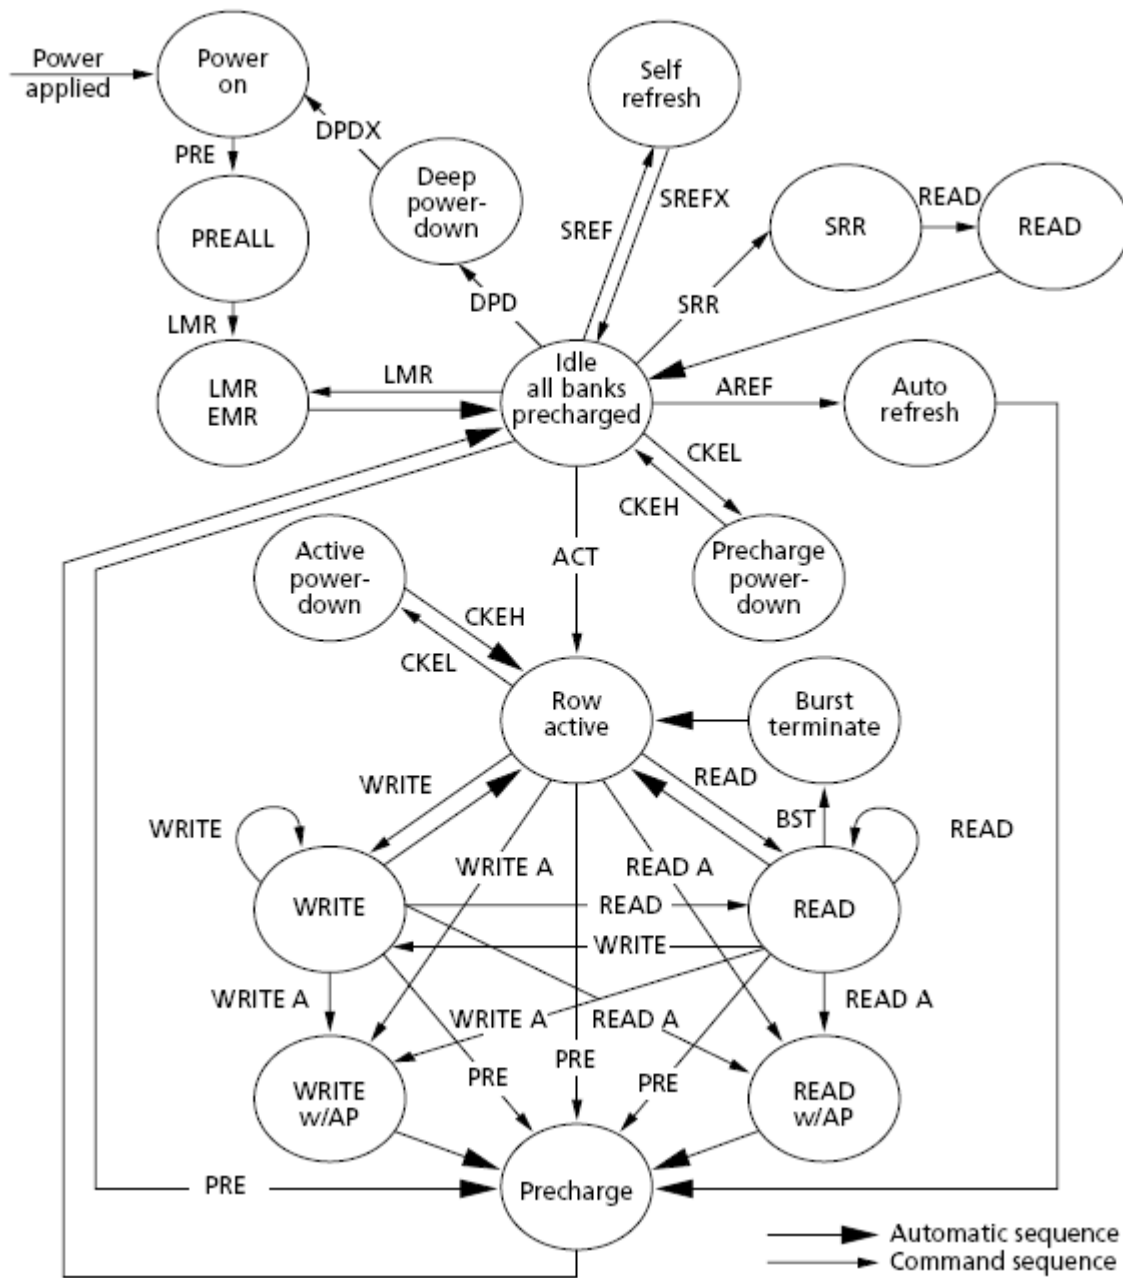 Power
applied
Power
on
Self
refresh
DPDX
PRE
Deep
power-
down
SREFX
SREF
SRR
READ
READ
PREALL
DPD
SRR
LMR
LMR
EMR
LMR
Idle
all banks
precharged
AREF
Auto
refresh
CKEL
CKEH
Active
power-
down
ACT
Precharge
power-
down
CKEH
CKEL
Row
active
Burst
terminate
WRITE
READ
WRITE
BST
READ
WRITE A
READ A
WRITE
READ
READ
WRITE
WRITE A
WRITE A
READ A
READ A
PRE
PRE
PRE
WRITE
w/AP
READ
w/AP
PRE
Precharge
Automatic sequence
Command sequence